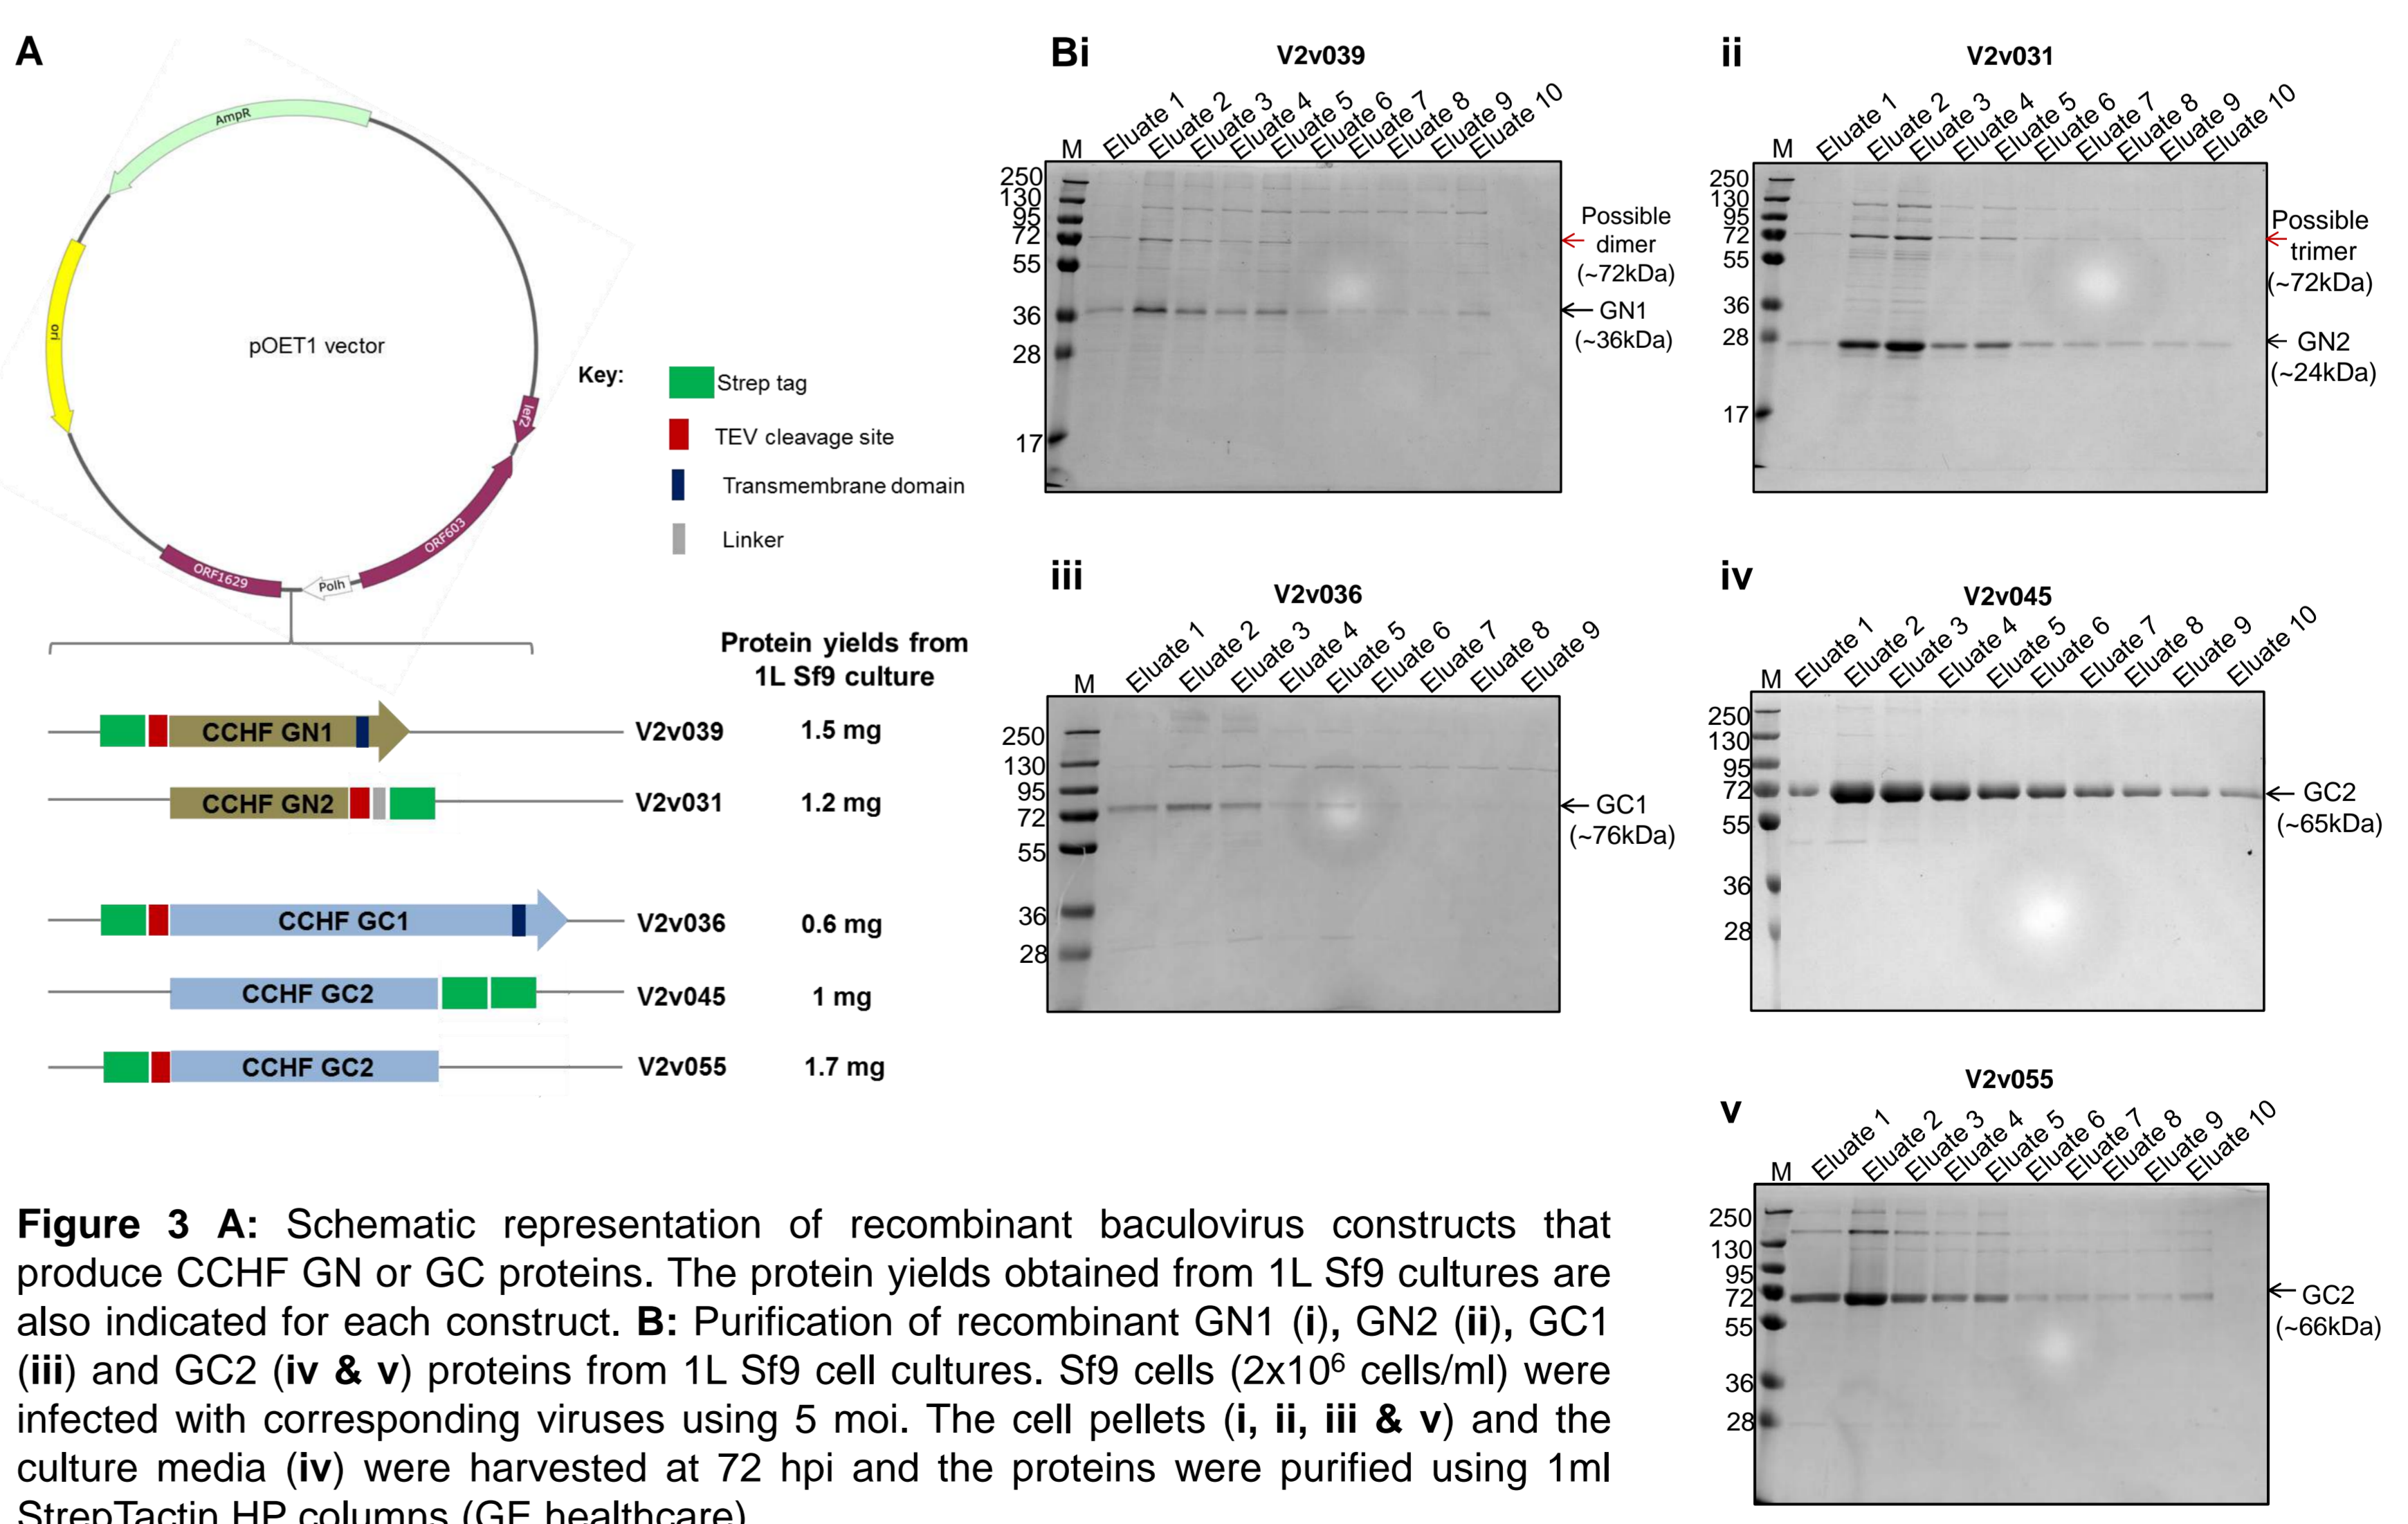 A
AmpR
ori
pOET1 vector
lef2
ORF603
Polh
ORF1629
Key:
Strep tag
TEV cleavage site
Transmembrane domain
Linker
Protein yields from
1L Sf9 culture
CCHF GN1 V2v039 1.5 mg
CCHF GN2 V2v031 1.2 mg
CCHF GC1 V2v036 0.6 mg
CCHF GC2 V2v045 1 mg
CCHF GC2 V2v055 1.7 mg
Bi
V2v039
M Eluate 1 Eluate 2 Eluate 3 Eluate 4 Eluate 5 Eluate 6 Eluate 7 Eluate 8 Eluate 9 Eluate 10
250
130
95
72
55
36
28
17
Possible
dimer
(~72kDa)
GN1
(~36kDa)
ii
V2v031
M Eluate 1 Eluate 2 Eluate 3 Eluate 4 Eluate 5 Eluate 6 Eluate 7 Eluate 8 Eluate 9 Eluate 10
250
130
95
72
55
36
28
17
Possible
trimer
(~72kDa)
GN2
(~24kDa)
iii
V2v036
M Eluate 1 Eluate 2 Eluate 3 Eluate 4 Eluate 5 Eluate 6 Eluate 7 Eluate 8 Eluate 9
250
130
95
72
55
36
28
GC1
(~76kDa)
iv
V2v045
M Eluate 1 Eluate 2 Eluate 3 Eluate 4 Eluate 5 Eluate 6 Eluate 7 Eluate 8 Eluate 9 Eluate 10
250
130
95
72
55
36
28
GC2
(~65kDa)
v
V2v055
M Eluate 1 Eluate 2 Eluate 3 Eluate 4 Eluate 5 Eluate 6 Eluate 7 Eluate 8 Eluate 9 Eluate 10
250
130
95
72
55
36
28
GC2
(~66kDa)
Figure 3 A: Schematic representation of recombinant baculovirus constructs that
produce CCHF GN or GC proteins. The protein yields obtained from 1L Sf9 cultures are
also indicated for each construct. B: Purification of recombinant GN1 (i), GN2 (ii), GC1
(iii) and GC2 (iv & v) proteins from 1L Sf9 cell cultures. Sf9 cells (2x10⁶ cells/ml) were
infected with corresponding viruses using 5 moi. The cell pellets (i, ii, iii & v) and the
culture media (iv) were harvested at 72 hpi and the proteins were purified using 1ml
StrepTactin HP columns (GE healthcare)